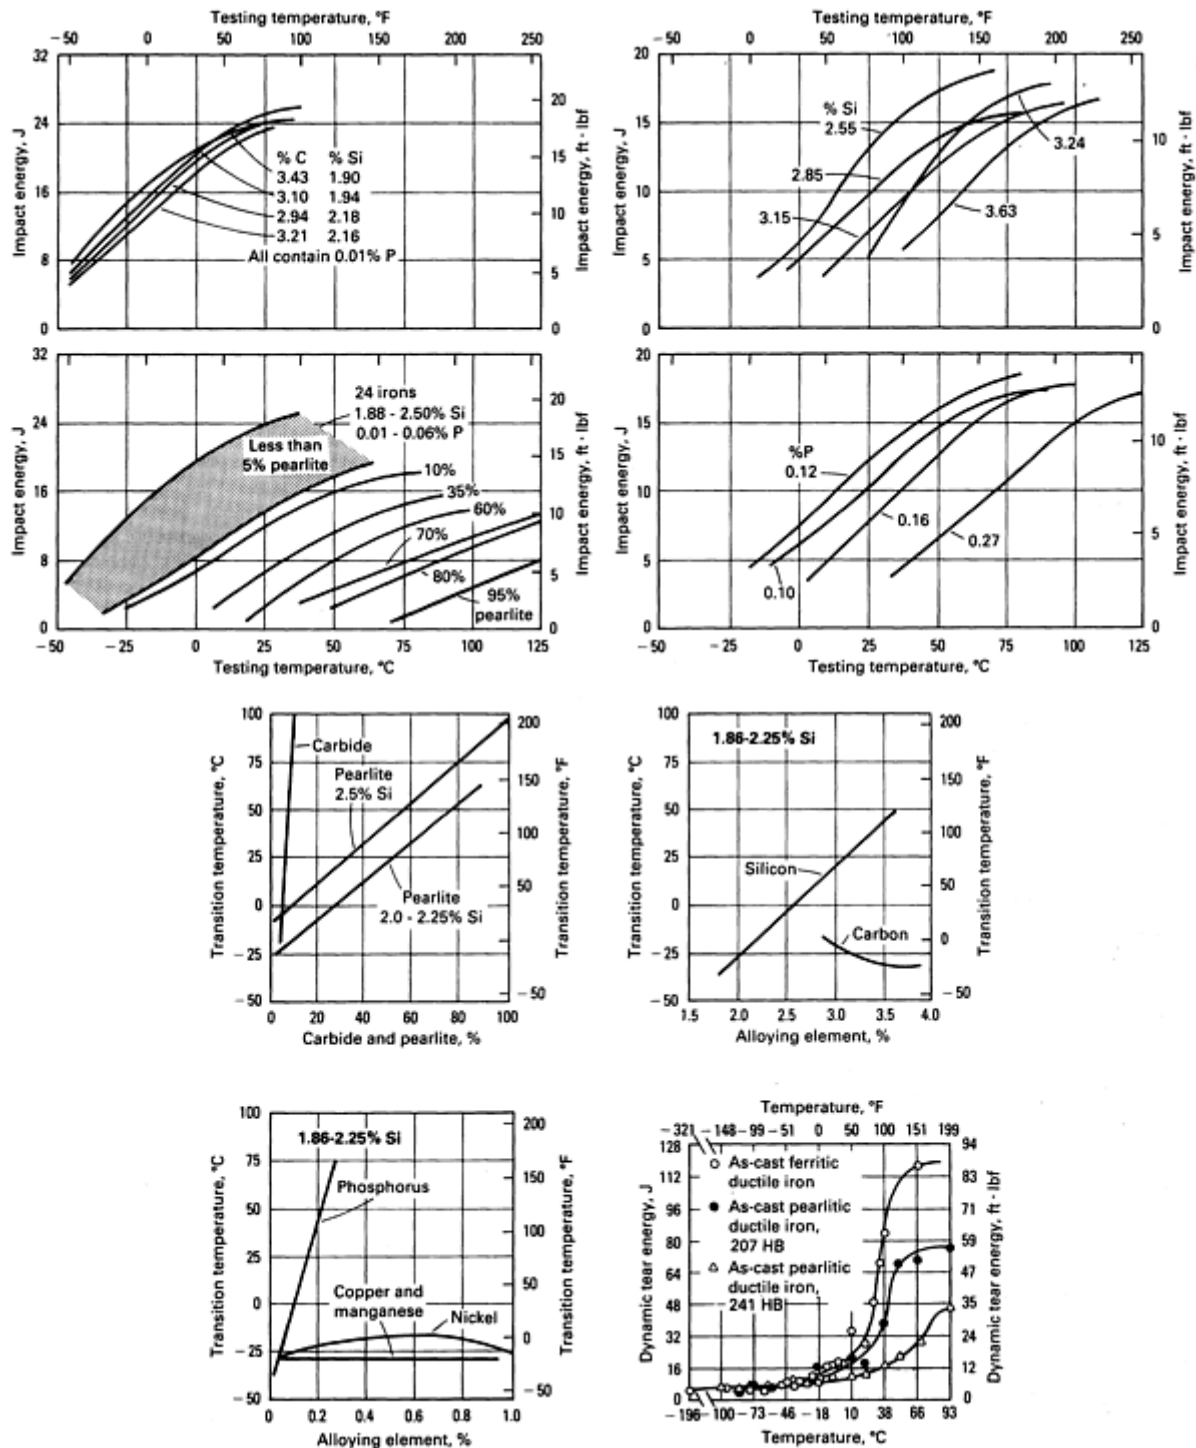 Testing temperature, °F
−50 0 50 100 150 200 250
Impact energy, J
32
24
16
8
0
% C % Si
3.43 1.90
3.10 1.94
2.94 2.18
3.21 2.16
All contain 0.01% P
20
15
10
5
0
Impact energy, ft · lbf
Testing temperature, °F
−50 0 50 100 150 200 250
Impact energy, J
20
15
10
5
0
% Si
2.55
2.85
3.15
3.24
3.63
10
5
0
Impact energy, ft · lbf
Impact energy, J
32
24
16
8
0
24 irons
1.88 - 2.50% Si
0.01 - 0.06% P
Less than
5% pearlite
10%
35%
60%
70%
80%
95%
pearlite
20
15
10
5
0
Impact energy, ft · lbf
−50 −25 0 25 50 75 100 125
Testing temperature, °C
Impact energy, J
20
15
10
5
0
%P
0.12
0.16
0.27
0.10
10
5
0
Impact energy, ft · lbf
−50 −25 0 25 50 75 100 125
Testing temperature, °C
Transition temperature, °C
100
75
50
25
0
−25
−50
Carbide
Pearlite
2.5% Si
Pearlite
2.0 - 2.25% Si
200
150
100
50
0
−50
Transition temperature, °F
0 20 40 60 80 100
Carbide and pearlite, %
Transition temperature, °C
100
75
50
25
0
−25
−50
1.86-2.25% Si
Silicon
Carbon
200
150
100
50
0
−50
Transition temperature, °F
1.5 2.0 2.5 3.0 3.5 4.0
Alloying element, %
Transition temperature, °C
100
75
50
25
0
−25
−50
1.86-2.25% Si
Phosphorus
Copper and
manganese
Nickel
200
150
100
50
0
−50
Transition temperature, °F
0 0.2 0.4 0.6 0.8 1.0
Alloying element, %
Temperature, °F
−321 −148 −99 −51 0 50 100 151 199
Dynamic tear energy, J
128
112
96
80
64
48
32
16
0
As-cast ferritic
ductile iron
As-cast pearlitic
ductile iron,
207 HB
As-cast pearlitic
ductile iron,
241 HB
94
83
71
59
47
35
24
12
0
Dynamic tear energy, ft · lbf
−196 −100 −73 −46 −18 10 38 66 93
Temperature, °C